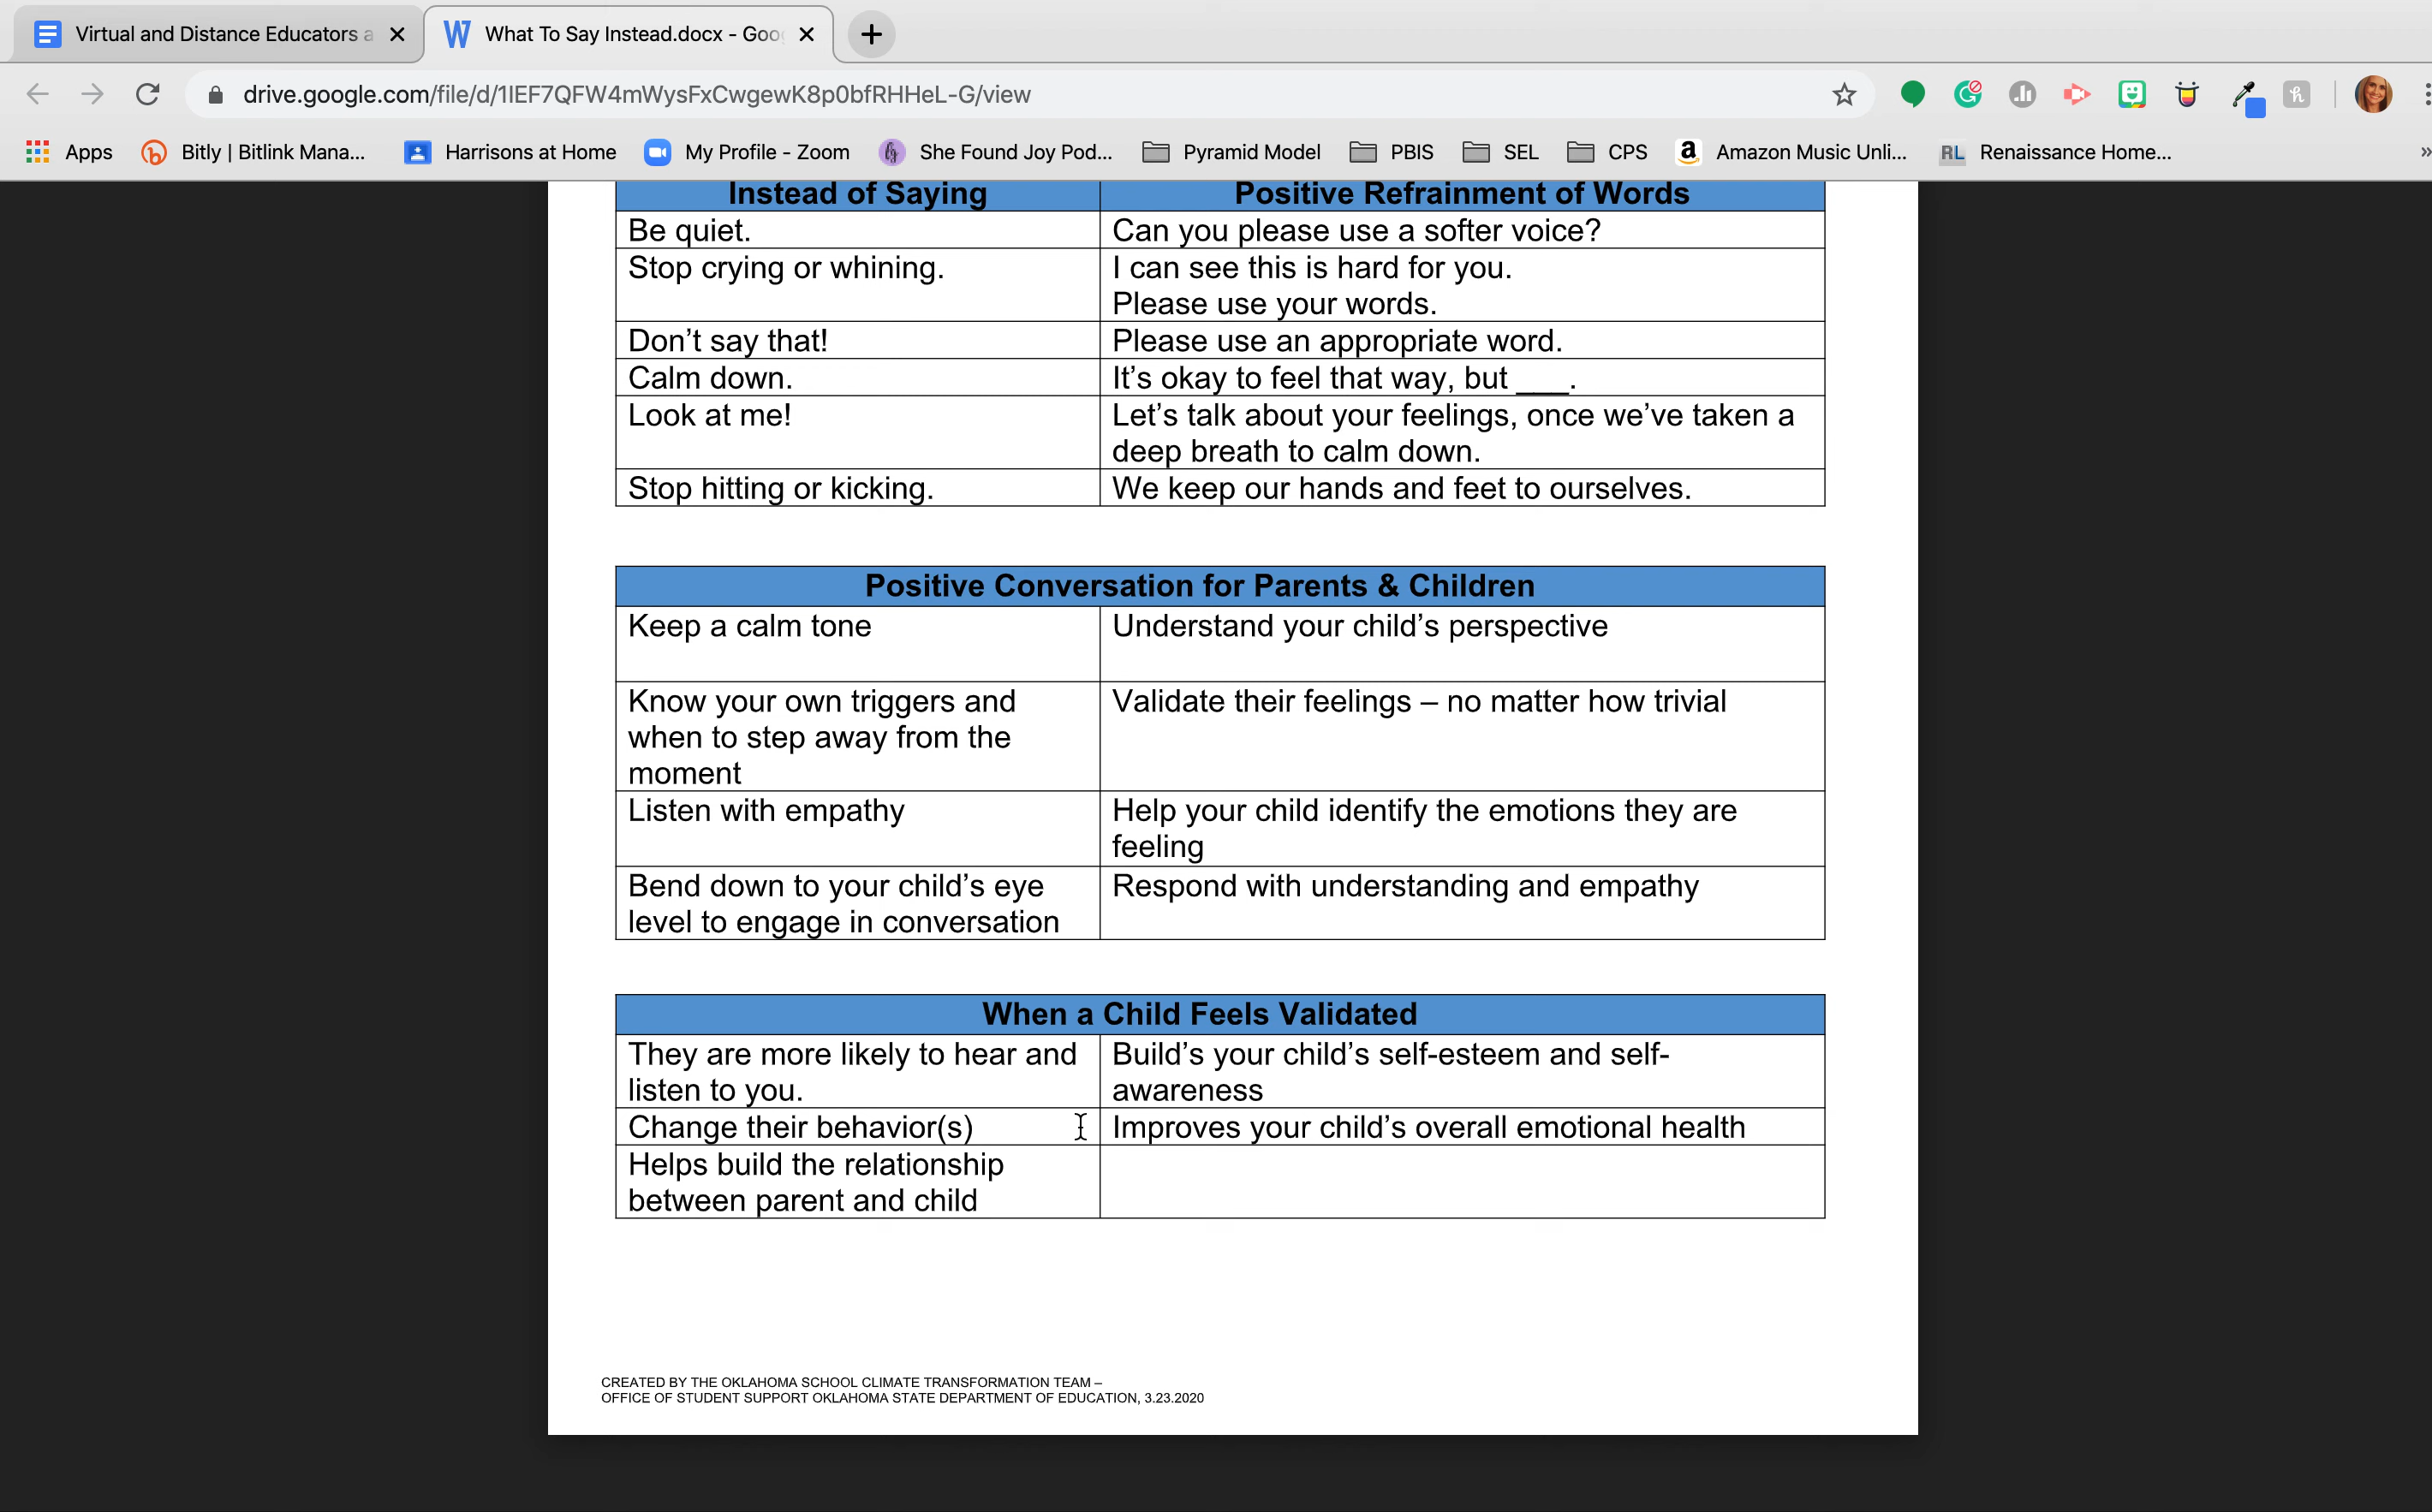 Virtual and Distance Educators a
What To Say Instead.docx - Goo
drive.google.com/file/d/1IEF7QFW4mWysFxCwgewK8p0bfRHHeL-G/view
Apps
Bitly | Bitlink Mana...
Harrisons at Home
My Profile - Zoom
She Found Joy Pod...
Pyramid Model
PBIS
SEL
CPS
Amazon Music Unli...
RL Renaissance Home...
Instead of Saying
Positive Refrainment of Words
Be quiet.
Can you please use a softer voice?
Stop crying or whining.
I can see this is hard for you.
Please use your words.
Don’t say that!
Please use an appropriate word.
Calm down.
It’s okay to feel that way, but ___.
Look at me!
Let’s talk about your feelings, once we’ve taken a
deep breath to calm down.
Stop hitting or kicking.
We keep our hands and feet to ourselves.
Positive Conversation for Parents & Children
Keep a calm tone
Understand your child’s perspective
Know your own triggers and
when to step away from the
moment
Validate their feelings – no matter how trivial
Listen with empathy
Help your child identify the emotions they are
feeling
Bend down to your child’s eye
level to engage in conversation
Respond with understanding and empathy
When a Child Feels Validated
They are more likely to hear and
listen to you.
Build’s your child’s self-esteem and self-
awareness
Change their behavior(s)
Improves your child’s overall emotional health
Helps build the relationship
between parent and child
CREATED BY THE OKLAHOMA SCHOOL CLIMATE TRANSFORMATION TEAM –
OFFICE OF STUDENT SUPPORT OKLAHOMA STATE DEPARTMENT OF EDUCATION, 3.23.2020